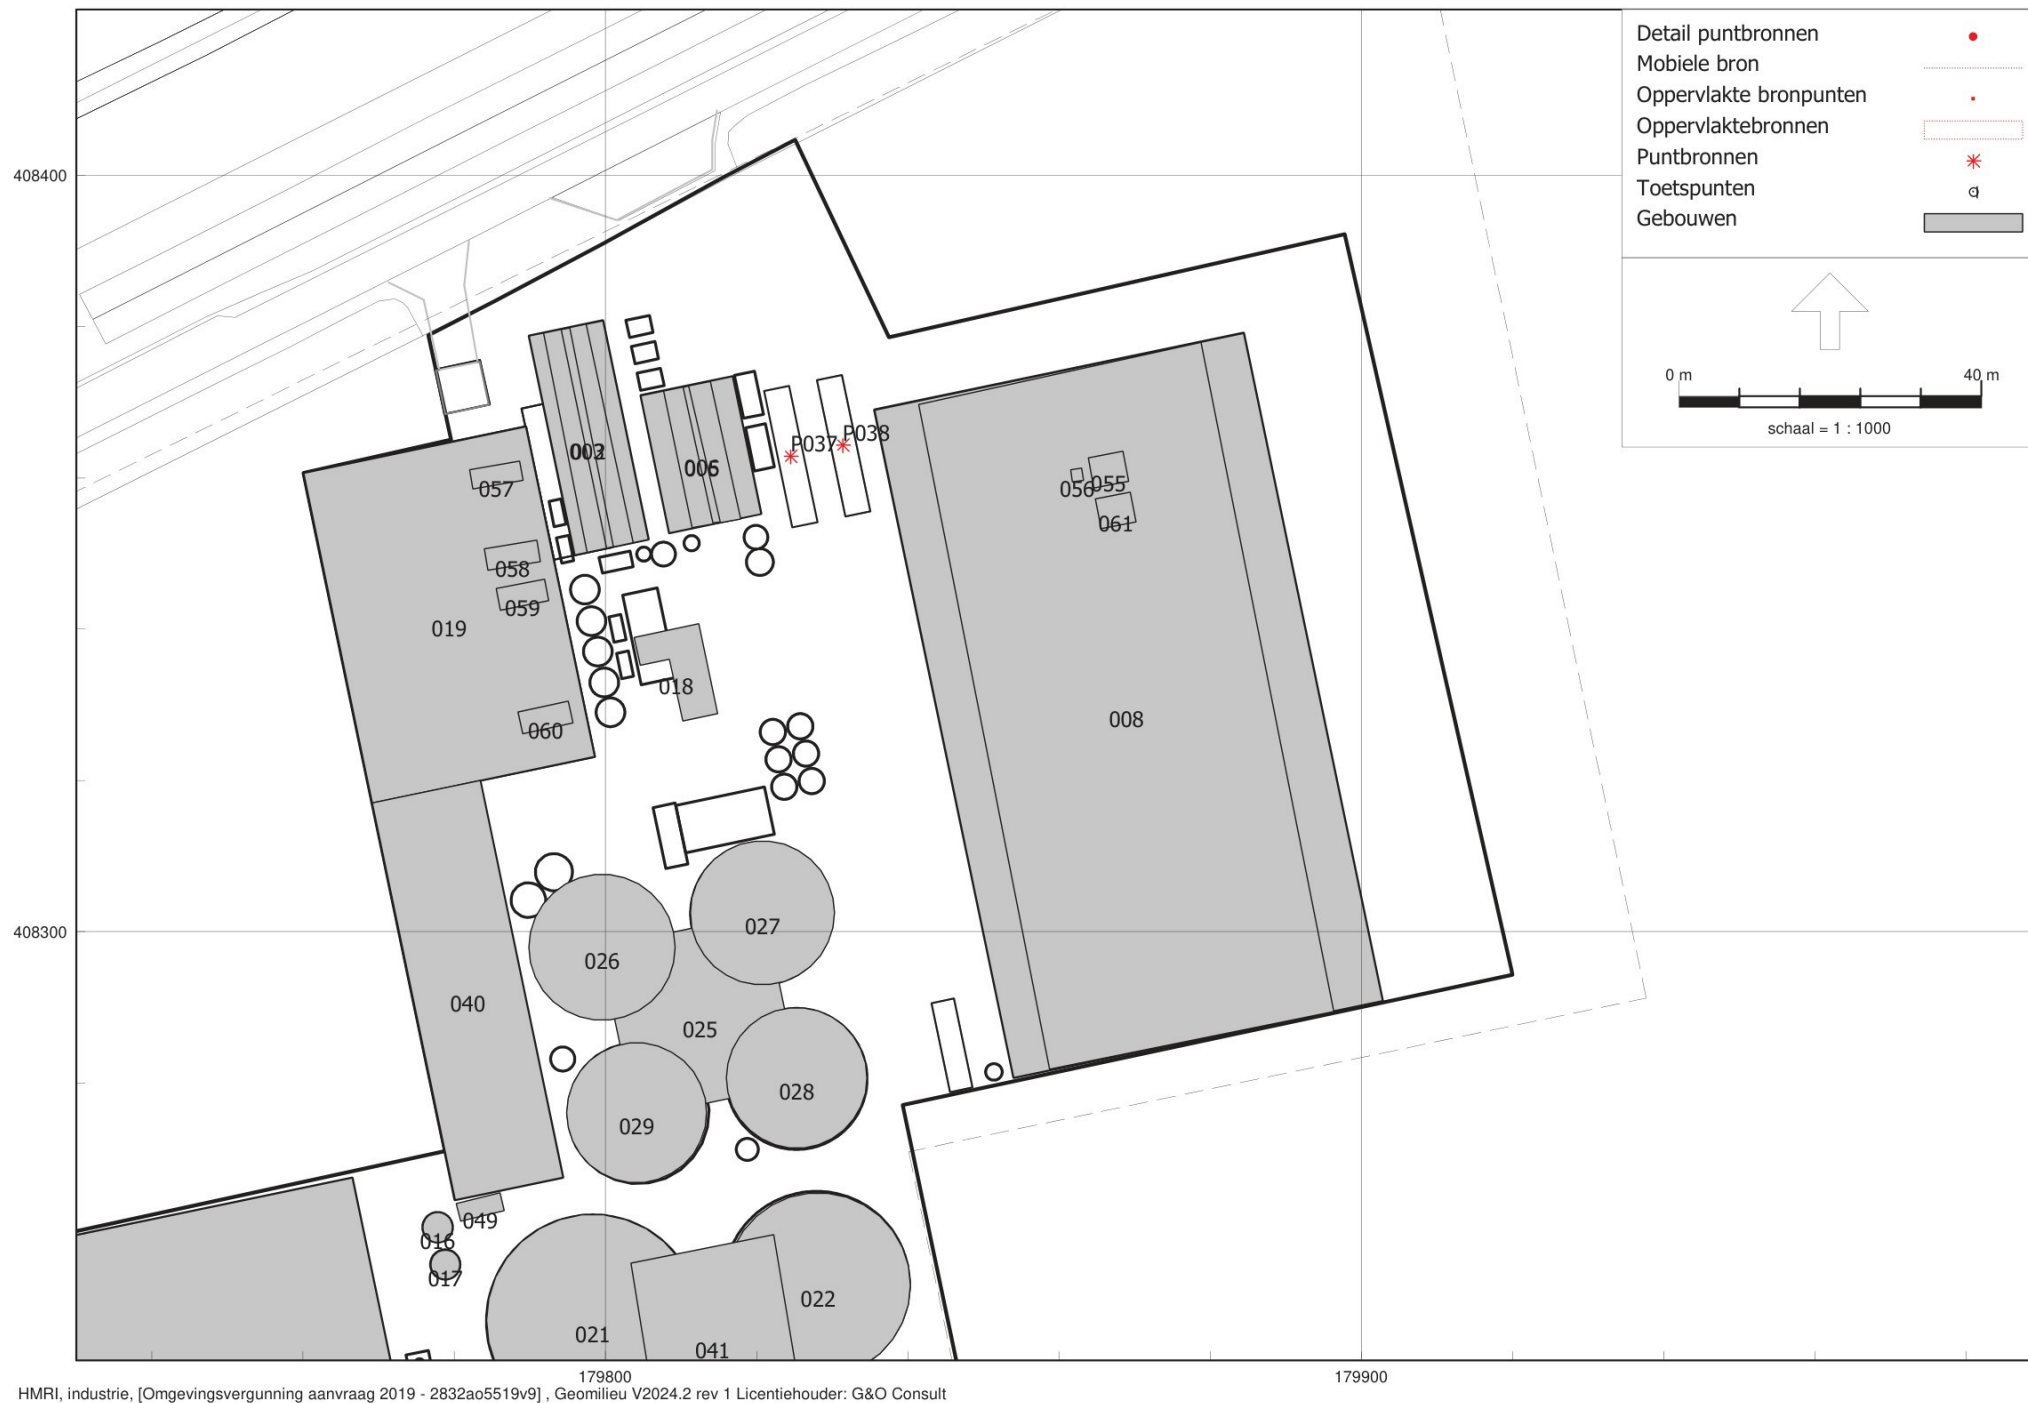 Detail puntbronnen
Mobiele bron
Oppervlakte bronpunten
Oppervlaktebronnen
Puntbronnen
Toetspunten
Gebouwen
0 m 40 m
schaal = 1 : 1000
408400
P037 P038
006
057
056 055
061
058
059
019
018
060
008
408300
027
026
040
025
028
029
049
016
017
022
021
041
179800 179900
HMRI, industrie, [Omgevingsvergunning aanvraag 2019 - 2832ao5519v9] , Geomilieu V2024.2 rev 1 Licentiehouder: G&O Consult